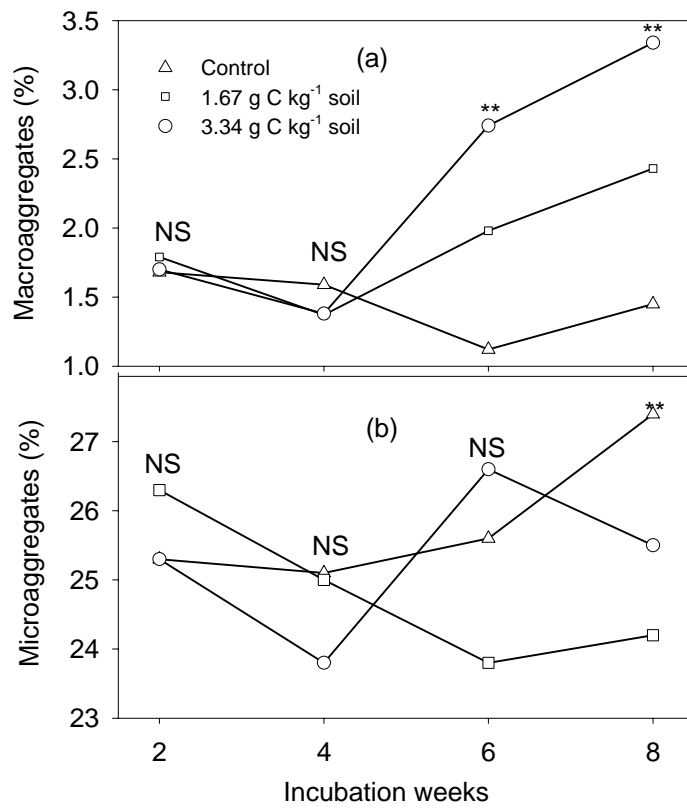 3.5
3.0
2.5
2.0
1.5
1.0
Macroaggregates (%)
(a)
Control
1.67 g C kg⁻¹ soil
3.34 g C kg⁻¹ soil
NS
NS
**
**
27
26
25
24
23
Microaggregates (%)
(b)
NS
NS
NS
**
2 4 6 8
Incubation weeks